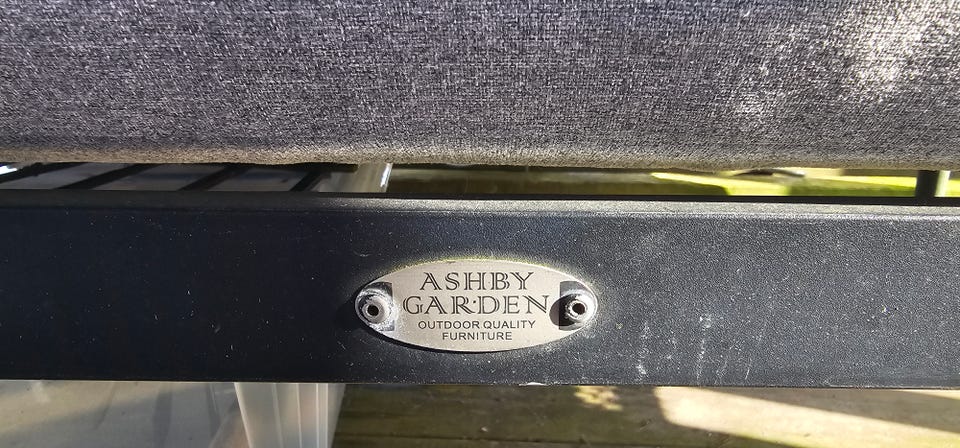 ASHBY
GARDEN
OUTDOOR QUALITY
FURNITURE